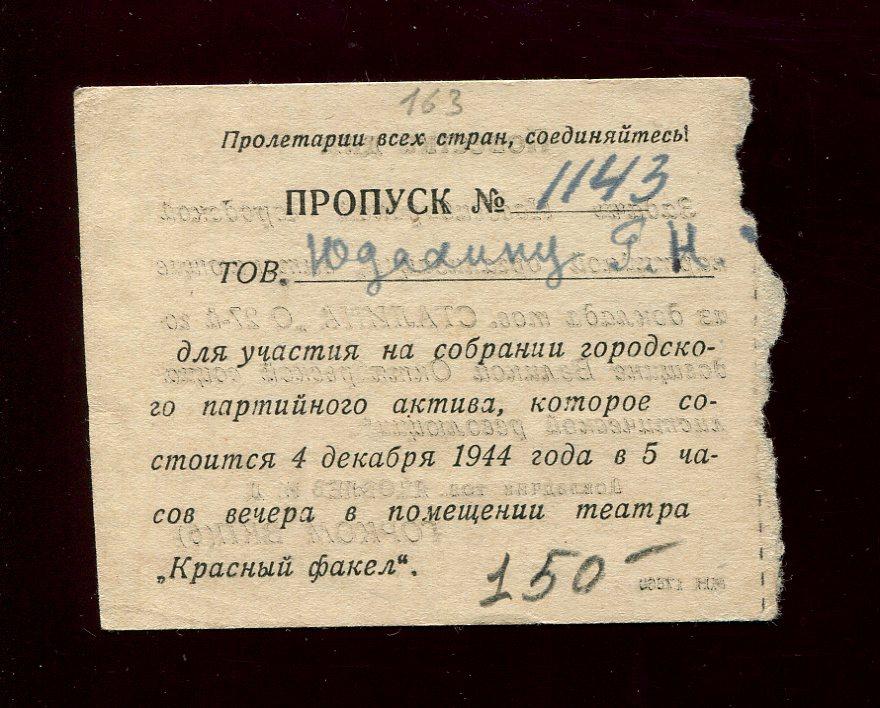 163
Пролетарии всех стран, соединяйтесь!
ПРОПУСК № 1143
ТОВ. Юдалину Г. Н.
для участия на собрании городско-
го партийного актива, которое со-
стоится 4 декабря 1944 года в 5 ча-
сов вечера в помещении театра
„Красный факел“.
150 —